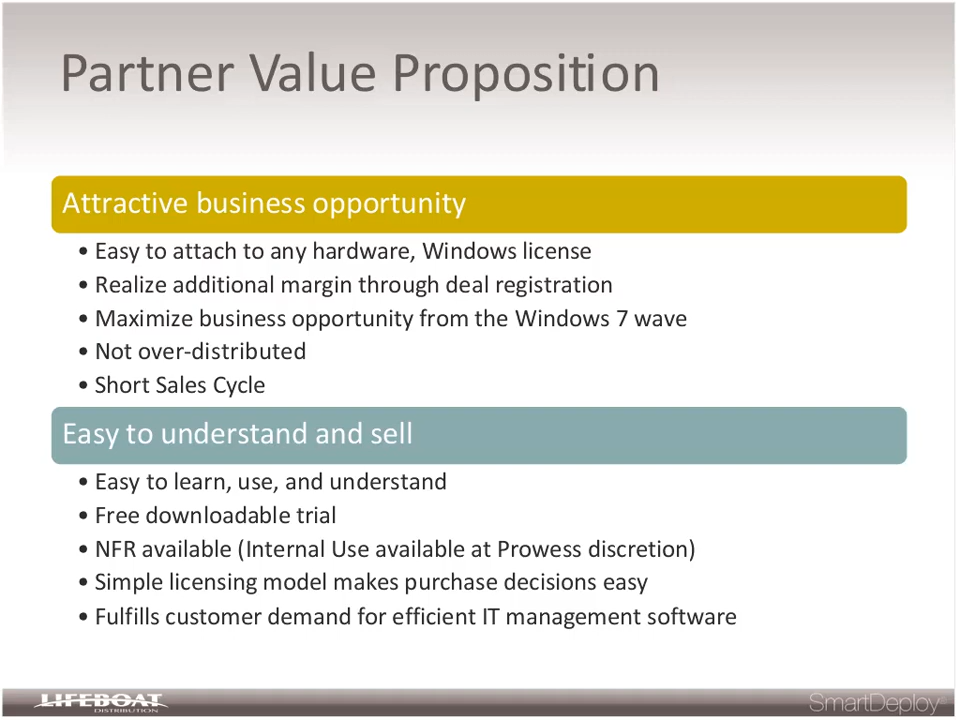 Partner Value Proposition
Attractive business opportunity
• Easy to attach to any hardware, Windows license
• Realize additional margin through deal registration
• Maximize business opportunity from the Windows 7 wave
• Not over-distributed
• Short Sales Cycle
Easy to understand and sell
• Easy to learn, use, and understand
• Free downloadable trial
• NFR available (Internal Use available at Prowess discretion)
• Simple licensing model makes purchase decisions easy
• Fulfills customer demand for efficient IT management software
LIFEBOAT
DISTRIBUTION
SmartDeploy®